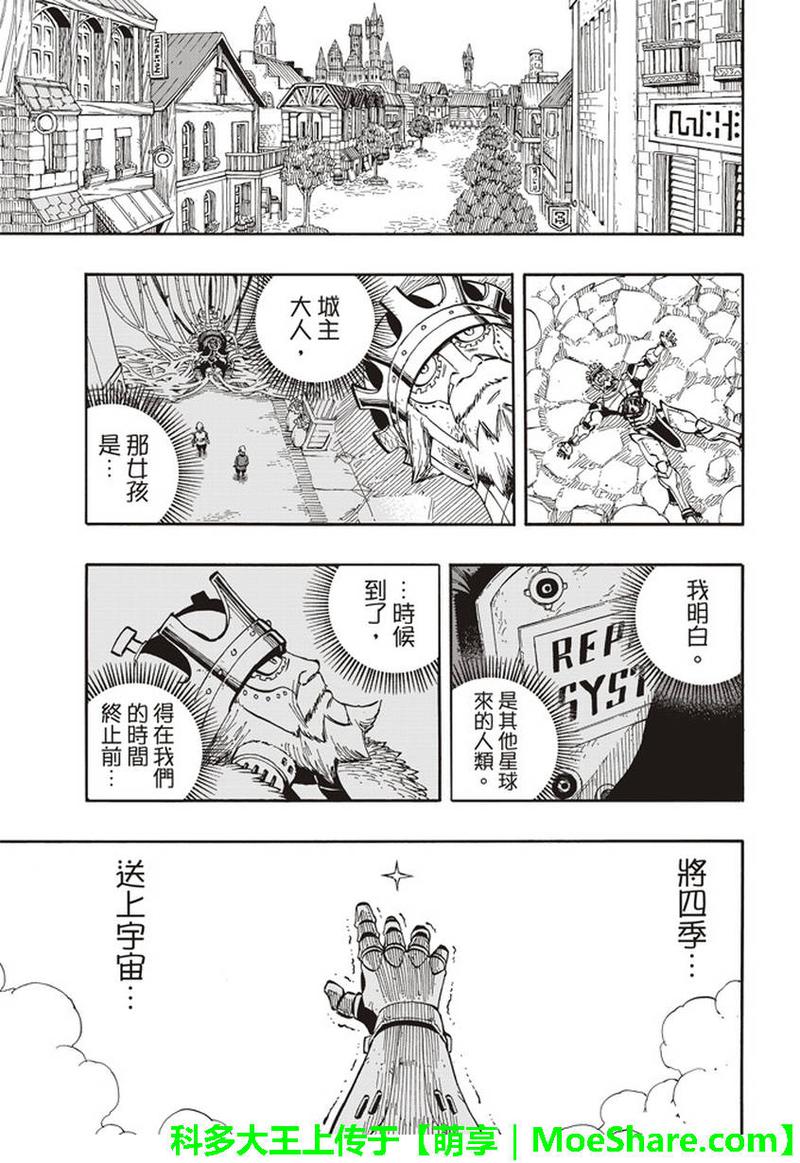 城主
大人，
那女孩
是…
我明白。
REP
SYST
是其他星球
來的人類。
…時候
到了，
得在我們
的時間
終止前…
將四季…
送上宇宙…
科多大王上传于【萌享｜MoeShare.com】